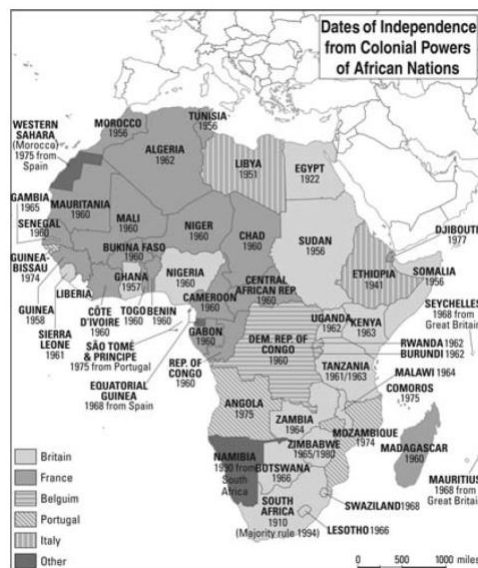 Dates of Independence
from Colonial Powers
of African Nations
TUNISIA
1956
MOROCCO
1956
WESTERN
SAHARA
(Morocco)
1975 from
Spain
ALGERIA
1962
LIBYA
1951
EGYPT
1922
GAMBIA
1965
MAURITANIA
1960
SENEGAL
1960
MALI
1960
NIGER
1960
CHAD
1960
SUDAN
1956
DJIBOUTI
1977
BUKINA FASO
1960
GUINEA-
BISSAU
1974
NIGERIA
1960
ETHIOPIA
1941
SOMALIA
1956
GHANA
1957
CENTRAL
AFRICAN REP.
1960
LIBERIA
CAMEROON
1960
SEYCHELLES
1968 from
Great Britain
GUINEA
1958
CÔTE
D'IVOIRE
1960
TOGO
1960
BENIN
1960
UGANDA
1962
KENYA
1963
SIERRA
LEONE
1961
GABON
1960
SÃO TOMÉ
& PRINCIPE
1975 from Portugal
DEM. REP. OF
CONGO
1960
RWANDA 1962
BURUNDI 1962
REP. OF
CONGO
1960
TANZANIA
1961/1963
MALAWI 1964
EQUATORIAL
GUINEA
1968 from Spain
COMOROS
1975
ANGOLA
1975
ZAMBIA
1964
MOZAMBIQUE
1974
ZIMBABWE
1965/1980
MADAGASCAR
1960
NAMIBIA
1990 from
South
Africa
BOTSWANA
1966
MAURITIUS
1968 from
Great Britain
SOUTH
AFRICA
1910
(Majority rule 1994)
SWAZILAND 1968
LESOTHO 1966
Britain
France
Belguim
Portugal
Italy
Other
0 500 1000 miles